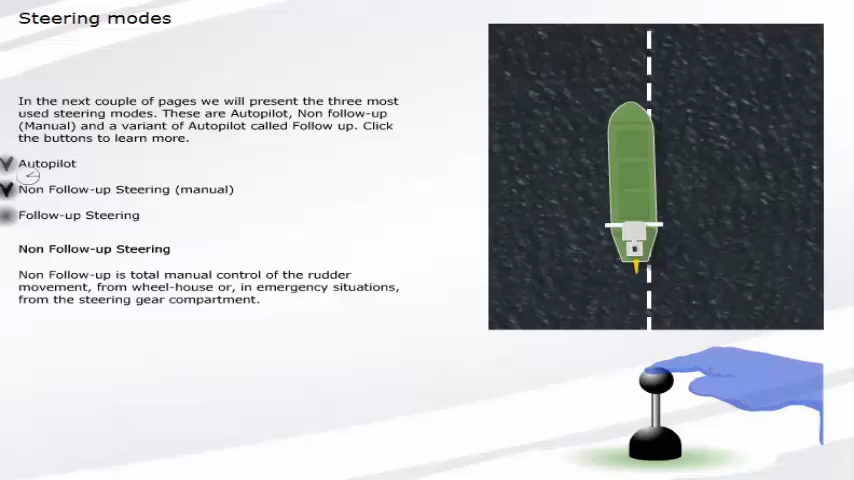 Steering modes
In the next couple of pages we will present the three most
used steering modes. These are Autopilot, Non follow-up
(Manual) and a variant of Autopilot called Follow up. Click
the buttons to learn more.
Autopilot
Non Follow-up Steering (manual)
Follow-up Steering
Non Follow-up Steering
Non Follow-up is total manual control of the rudder
movement, from wheel-house or, in emergency situations,
from the steering gear compartment.